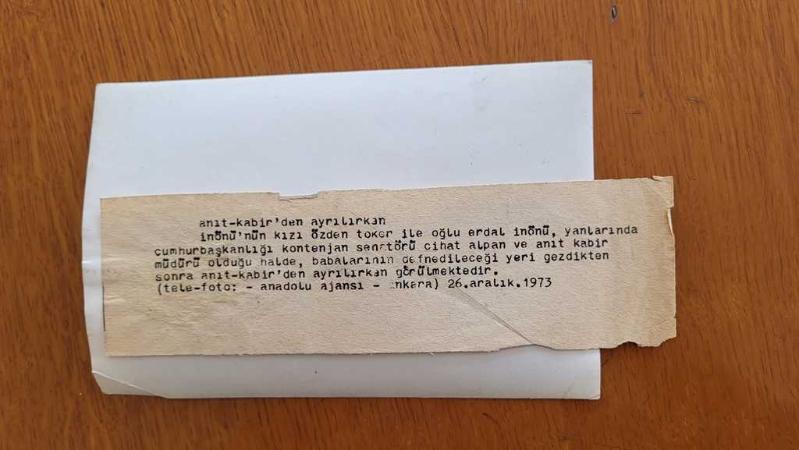 anıt-kabir'den ayrılırkan
inönü'nün kızı özden toker ile oğlu erdal inönü, yanlarında
cumhurbaşkanlığı kontenjan senatörü cihat alpan ve anıt kabir
müdürü olduğu halde, babalarının defnedileceği yeri gezdikten
sonra anıt-kabir'den ayrılırken görülmektedir.
(tele-foto: - anadolu ajansı - ankara) 26.aralık.1973